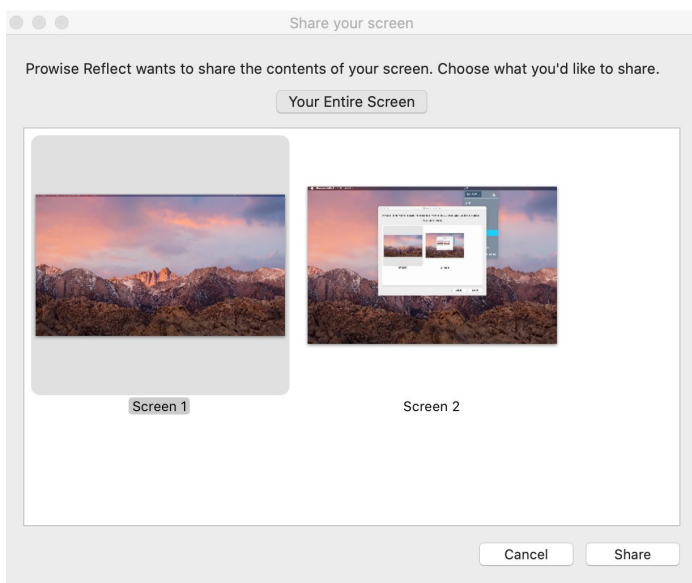 Share your screen
Prowise Reflect wants to share the contents of your screen. Choose what you'd like to share.
Your Entire Screen
Screen 1
Screen 2
Cancel
Share